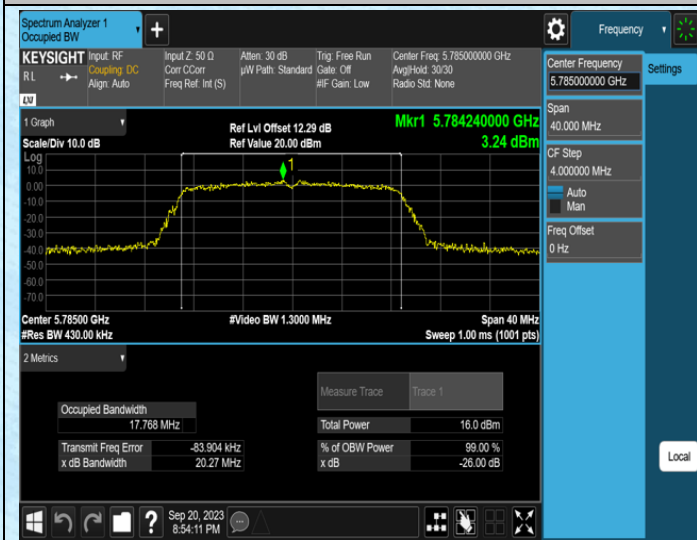 Spectrum Analyzer 1
Occupied BW
Frequency
KEYSIGHT
R L
Input: RF
Coupling: DC
Align: Auto
Input Z: 50 Ω
Corr CCorr
Freq Ref: Int (S)
Atten: 30 dB
µW Path: Standard
Trig: Free Run
Gate: Off
#IF Gain: Low
Center Freq: 5.785000000 GHz
Avg|Hold: 30/30
Radio Std: None
LXI
1 Graph
Scale/Div 10.0 dB
Ref Lvl Offset 12.29 dB
Ref Value 20.00 dBm
Mkr1 5.784240000 GHz
3.24 dBm
Log
10.0
0.00
-10.0
-20.0
-30.0
-40.0
-50.0
-60.0
-70.0
1
Center 5.78500 GHz
#Res BW 430.00 kHz
#Video BW 1.3000 MHz
Span 40 MHz
Sweep 1.00 ms (1001 pts)
2 Metrics
Measure Trace
Trace 1
Occupied Bandwidth
17.768 MHz
Total Power
16.0 dBm
Transmit Freq Error
-83.904 kHz
% of OBW Power
99.00 %
x dB Bandwidth
20.27 MHz
x dB
-26.00 dB
Center Frequency
5.785000000 GHz
Settings
Span
40.000 MHz
CF Step
4.000000 MHz
Auto
Man
Freq Offset
0 Hz
Local
?
Sep 20, 2023
8:54:11 PM